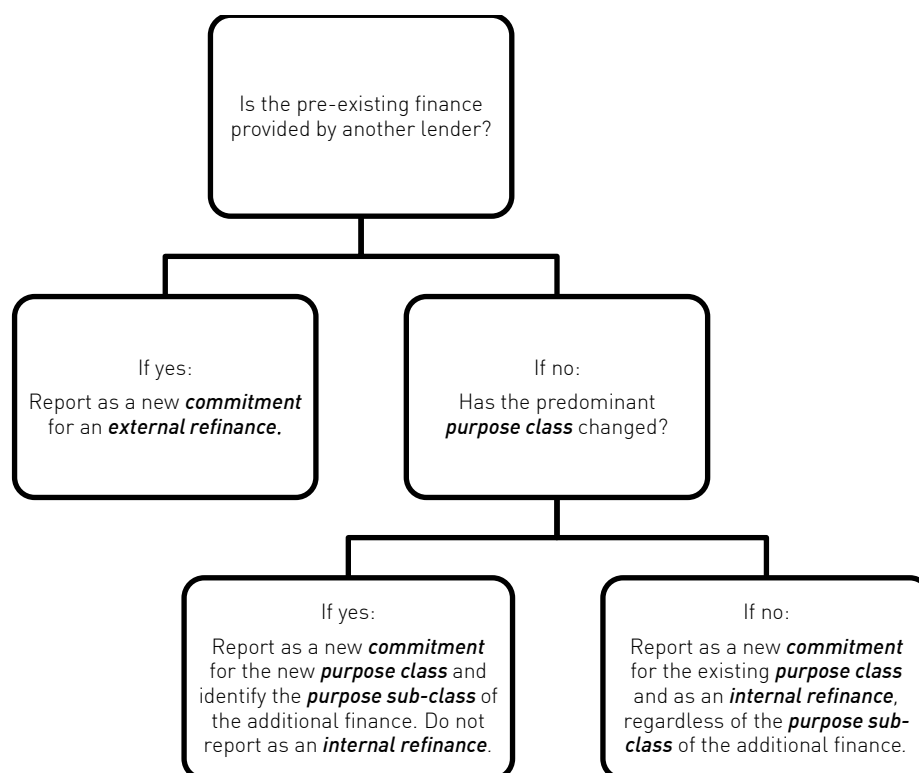 Is the pre-existing finance
provided by another lender?
If yes:
Report as a new commitment
for an external refinance.
If no:
Has the predominant
purpose class changed?
If yes:
Report as a new commitment
for the new purpose class and
identify the purpose sub-class of
the additional finance. Do not
report as an internal refinance.
If no:
Report as a new commitment
for the existing purpose class
and as an internal refinance,
regardless of the purpose sub-
class of the additional finance.